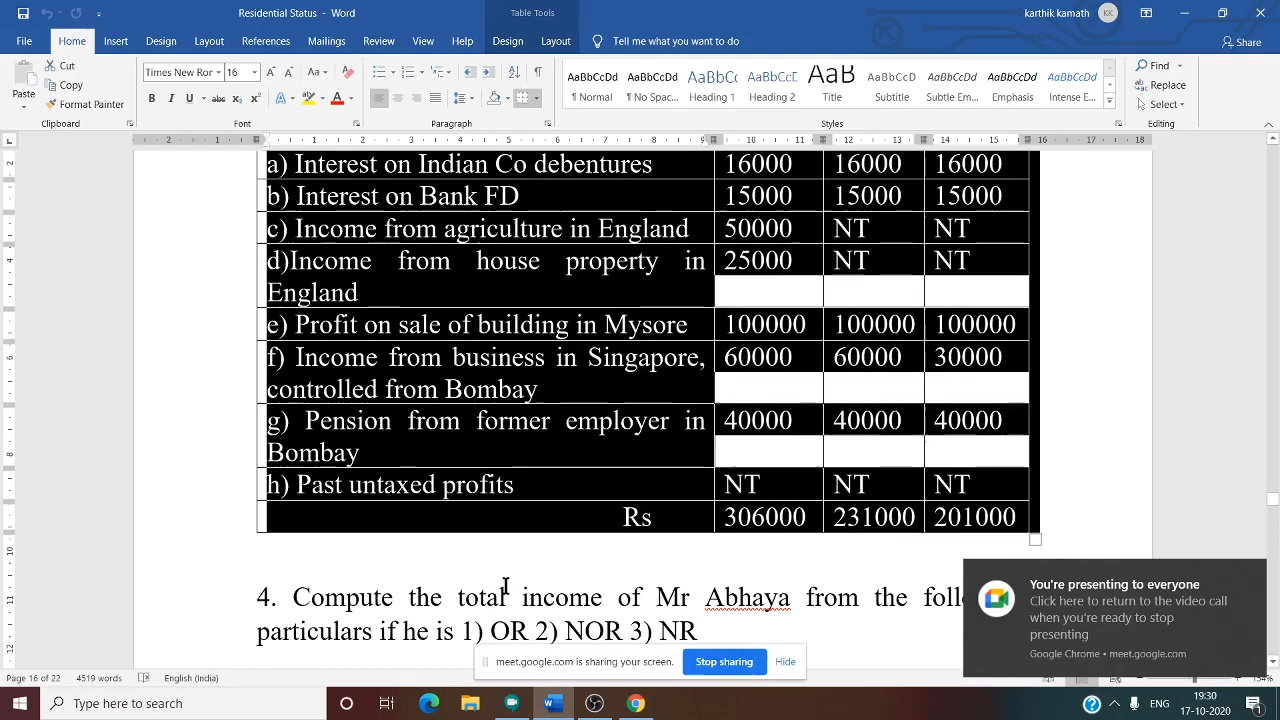 Residential Status - Word
Table Tools
karthik kamath
KK
File Home Insert Design Layout References Mailings Review View Help Design Layout Tell me what you want to do Share
Paste
Cut
Copy
Format Painter
Clipboard
Times New Ror 16
Font
Paragraph
AaBbCcDd AaBbCcDd AaBbCc AaBbCcC AaB AaBbCcD AaBbCcDd AaBbCcDd AaBbCcDd
¶ Normal ¶ No Spac... Heading 1 Heading 2 Title Subtitle Subtle Em... Emphasis Intense E...
Styles
Find
Replace
Select
Editing
a) Interest on Indian Co debentures 16000 16000 16000
b) Interest on Bank FD 15000 15000 15000
c) Income from agriculture in England 50000 NT NT
d)Income from house property in 25000 NT NT
England
e) Profit on sale of building in Mysore 100000 100000 100000
f) Income from business in Singapore, 60000 60000 30000
controlled from Bombay
g) Pension from former employer in 40000 40000 40000
Bombay
h) Past untaxed profits NT NT NT
Rs 306000 231000 201000
4. Compute the total income of Mr Abhaya from the
particulars if he is 1) OR 2) NOR 3) NR
You're presenting to everyone
Click here to return to the video call
when you're ready to stop
presenting
Google Chrome • meet.google.com
meet.google.com is sharing your screen. Stop sharing Hide
Page 16 of 22 4519 words English (India)
Type here to search
ENG
19:30
17-10-2020